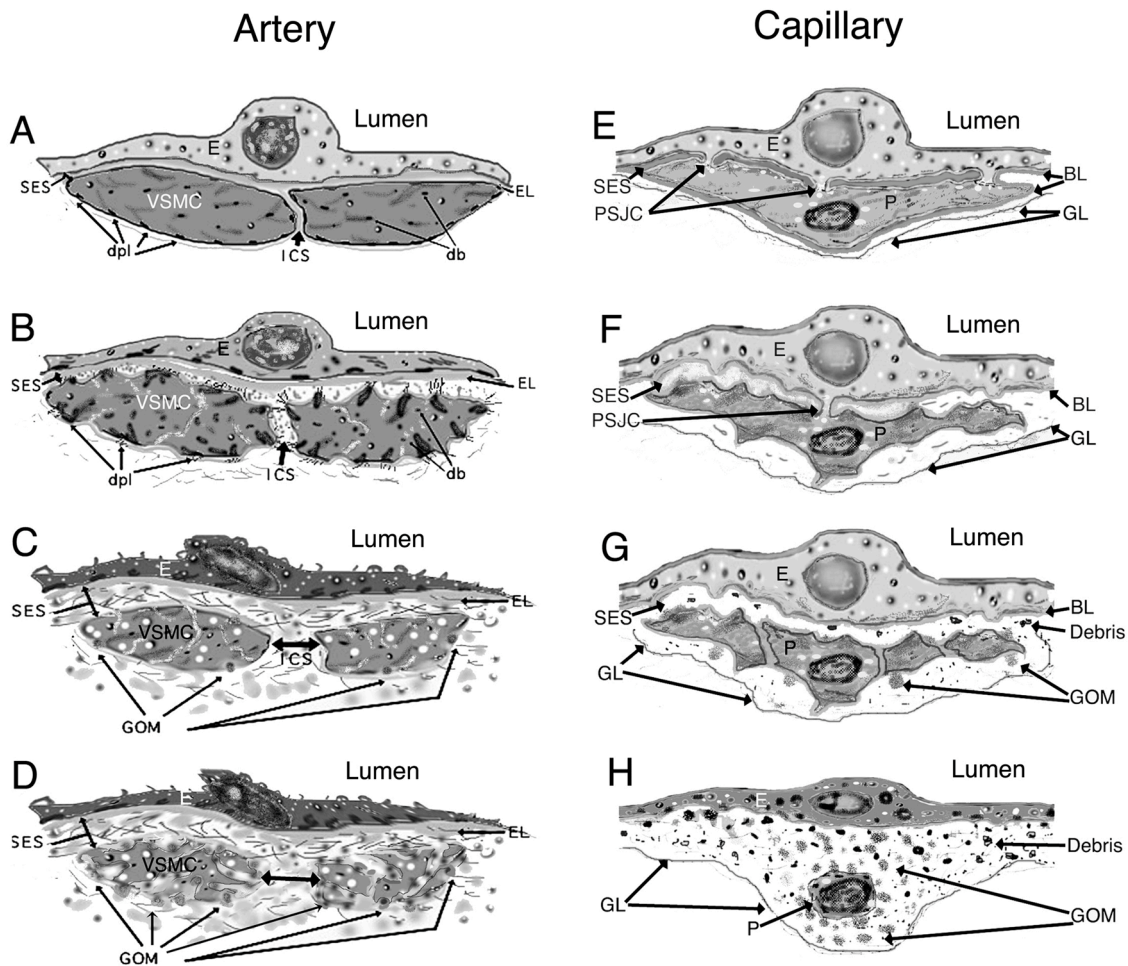 Artery
Capillary
A
Lumen
E
SES
VSMC
EL
dpl
ICS
db
B
Lumen
E
SES
EL
VSMC
dpl
ICS
db
C
Lumen
E
SES
EL
VSMC
ICS
GOM
D
Lumen
E
SES
EL
VSMC
GOM
E
Lumen
E
SES
BL
PSJC
P
GL
F
Lumen
E
SES
BL
PSJC
P
GL
G
Lumen
E
SES
BL
Debris
P
GL
GOM
H
Lumen
E
Debris
GL
GOM
P